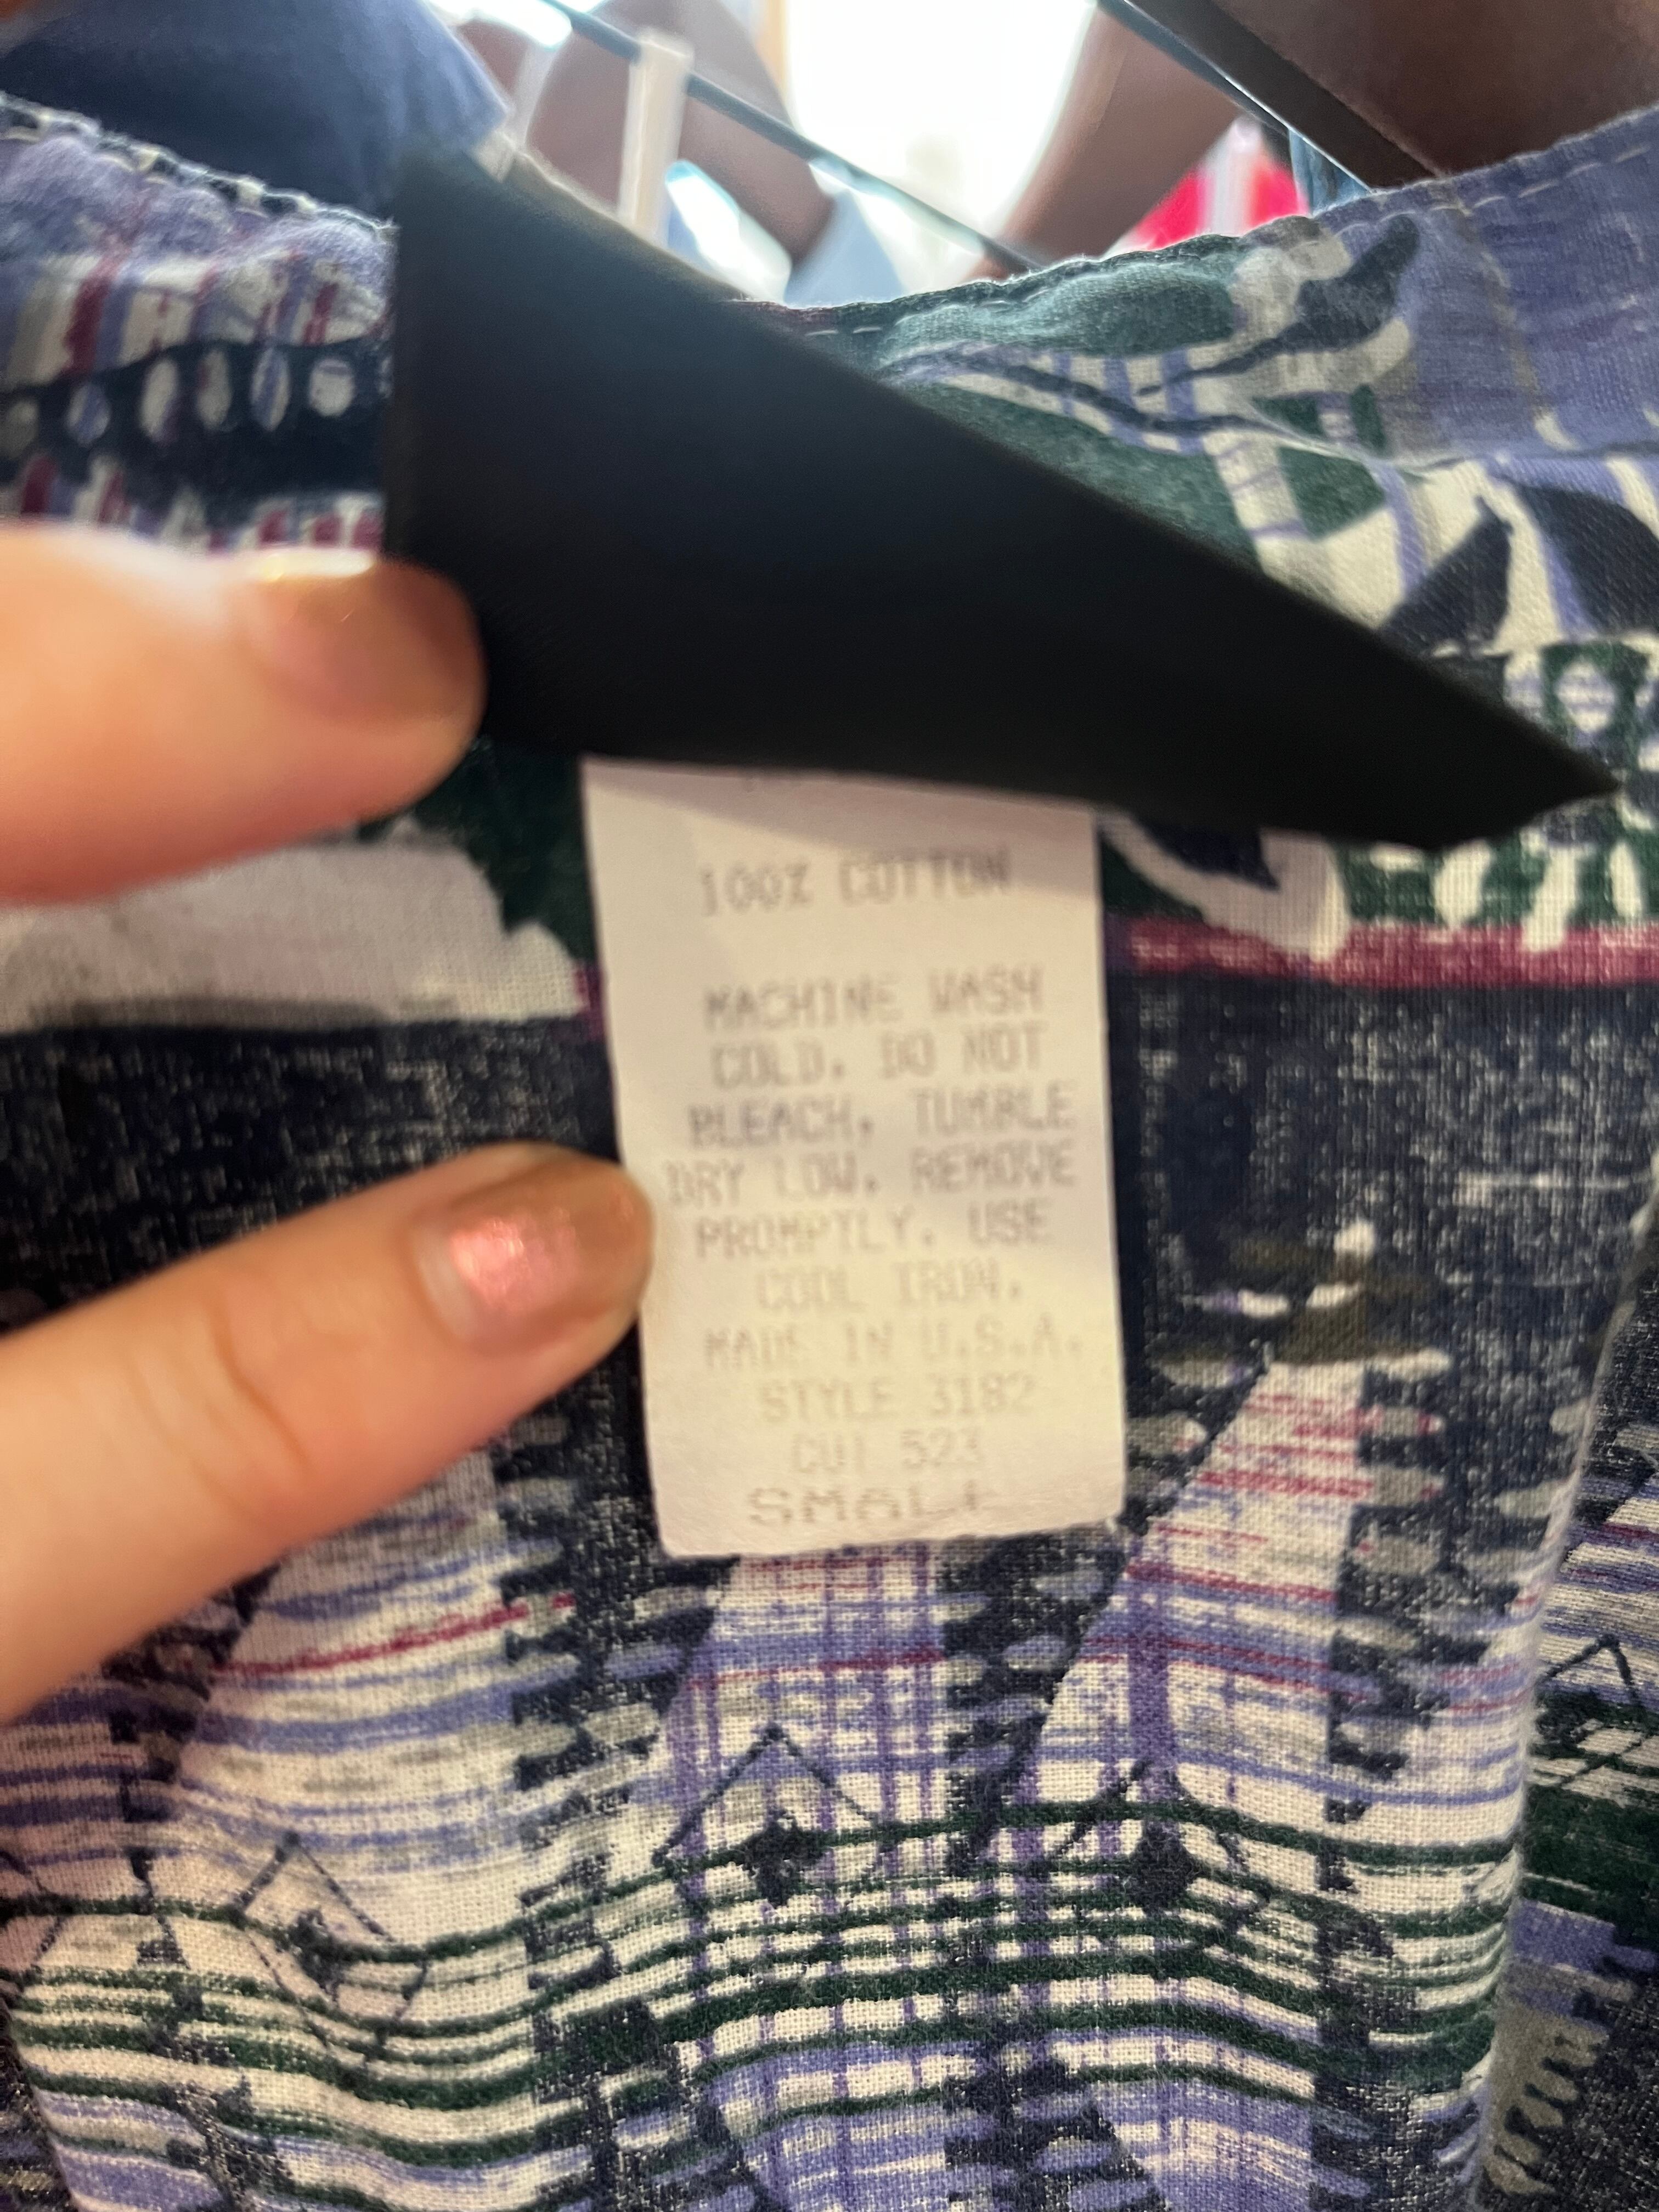 100% COTTON
MACHINE WASH
COLD. DO NOT
BLEACH, TUMBLE
DRY LOW. REMOVE
PROMPTLY. USE
COOL IRON.
MADE IN U.S.A.
STYLE 3182
CUT 523
SMALL